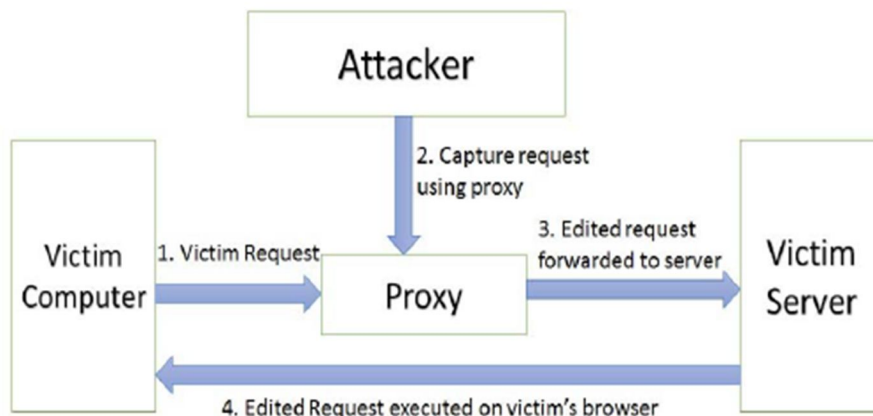 Attacker
2. Capture request
using proxy
Victim
Computer
1. Victim Request
Proxy
3. Edited request
forwarded to server
Victim
Server
4. Edited Request executed on victim's browser